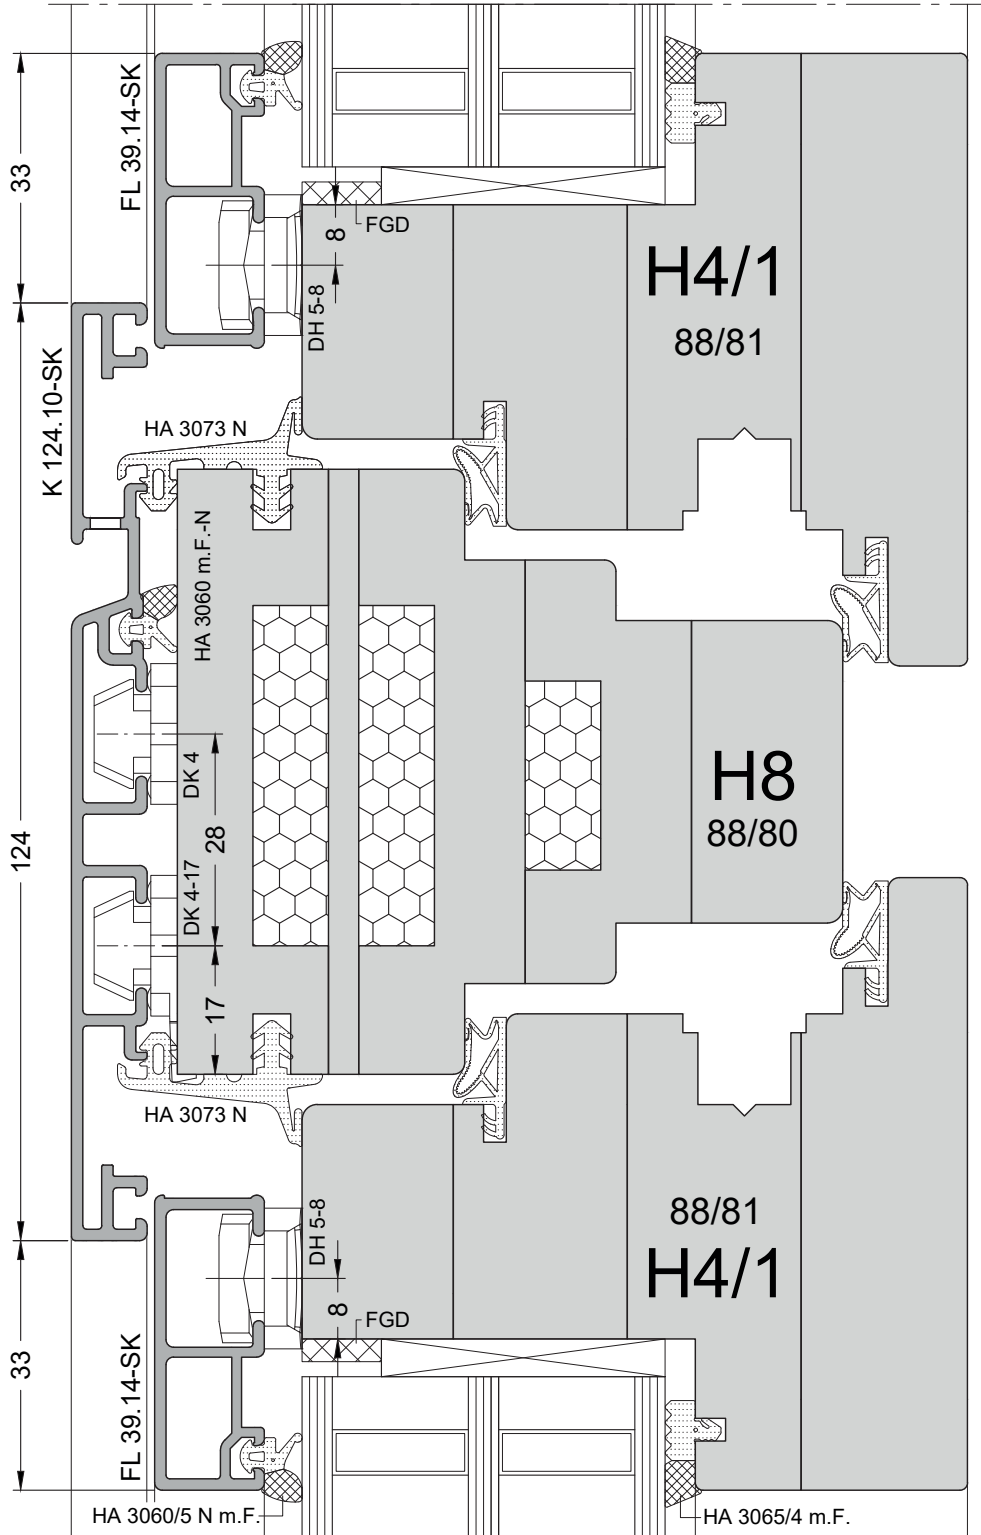 33
FL 39.14-SK
FGD
8
DH 5-8
H4/1
88/81
K 124.10-SK
HA 3073 N
HA 3060 m.F.-N
124
DK 4
28
DK 4-17
17
H8
88/80
HA 3073 N
DH 5-8
8
FGD
88/81
H4/1
33
FL 39.14-SK
HA 3060/5 N m.F.
HA 3065/4 m.F.